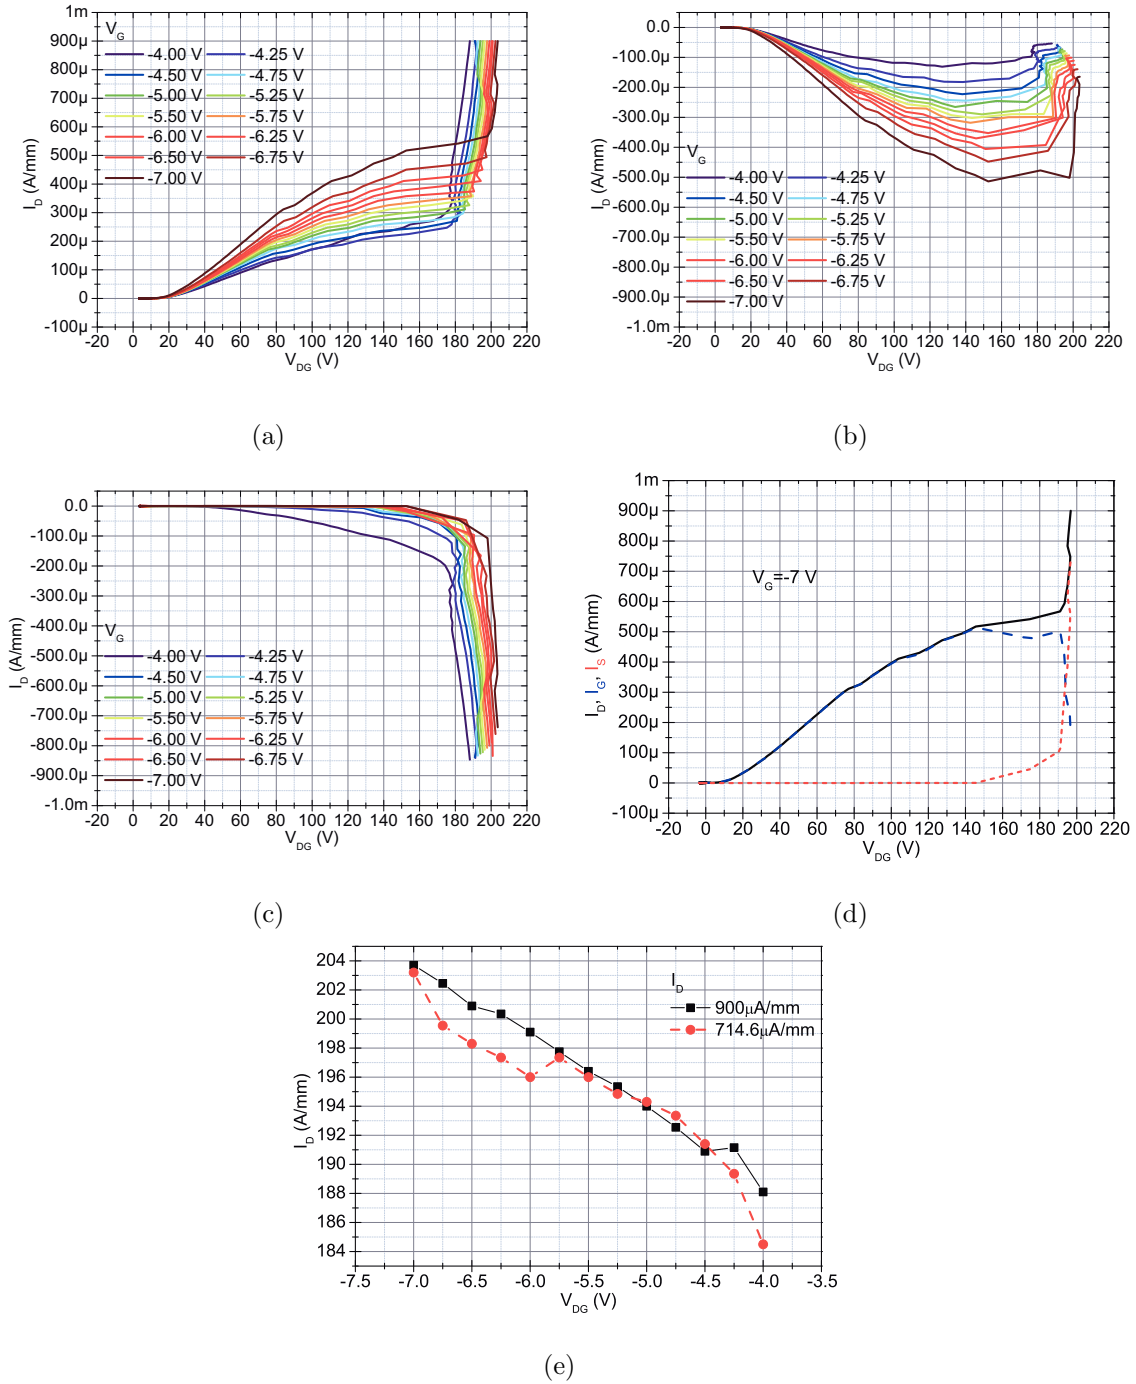 1m
900µ
800µ
700µ
600µ
500µ
400µ
300µ
200µ
100µ
0
-100µ
I_D (A/mm)
V_G
-4.00 V -4.25 V
-4.50 V -4.75 V
-5.00 V -5.25 V
-5.50 V -5.75 V
-6.00 V -6.25 V
-6.50 V -6.75 V
-7.00 V
-20 0 20 40 60 80 100 120 140 160 180 200 220
V_DG (V)
(a)
0.0
-100.0µ
-200.0µ
-300.0µ
-400.0µ
-500.0µ
-600.0µ
-700.0µ
-800.0µ
-900.0µ
-1.0m
I_D (A/mm)
V_G
-4.00 V -4.25 V
-4.50 V -4.75 V
-5.00 V -5.25 V
-5.50 V -5.75 V
-6.00 V -6.25 V
-6.50 V -6.75 V
-7.00 V
-20 0 20 40 60 80 100 120 140 160 180 200 220
V_DG (V)
(b)
0.0
-100.0µ
-200.0µ
-300.0µ
-400.0µ
-500.0µ
-600.0µ
-700.0µ
-800.0µ
-900.0µ
-1.0m
I_D (A/mm)
V_G
-4.00 V -4.25 V
-4.50 V -4.75 V
-5.00 V -5.25 V
-5.50 V -5.75 V
-6.00 V -6.25 V
-6.50 V -6.75 V
-7.00 V
-20 0 20 40 60 80 100 120 140 160 180 200 220
V_DG (V)
(c)
1m
900µ
800µ
700µ
600µ
500µ
400µ
300µ
200µ
100µ
0
-100µ
I_D, I_G, I_S (A/mm)
V_G=-7 V
-20 0 20 40 60 80 100 120 140 160 180 200 220
V_DG (V)
(d)
204
202
200
198
196
194
192
190
188
186
184
I_D (A/mm)
I_D
900µA/mm
714.6µA/mm
-7.5 -7.0 -6.5 -6.0 -5.5 -5.0 -4.5 -4.0 -3.5
V_DG (V)
(e)